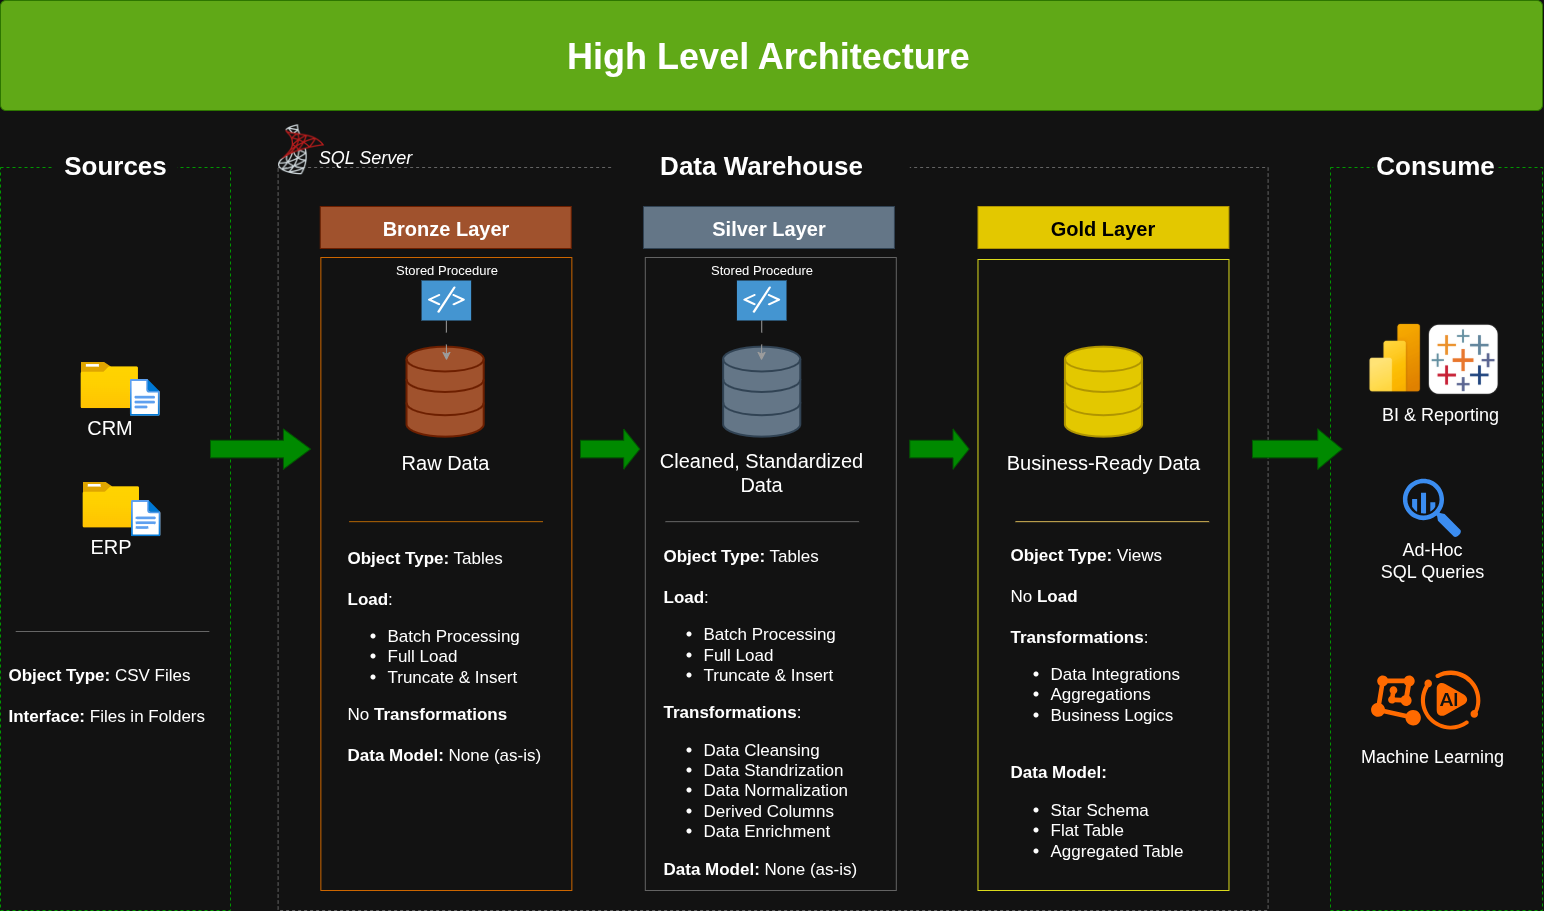 High Level Architecture
Sources
CRM
ERP
Object Type: CSV Files
Interface: Files in Folders
SQL Server
Data Warehouse
Bronze Layer
Stored Procedure
</>
Raw Data
Object Type: Tables
Load:
• Batch Processing
• Full Load
• Truncate & Insert
No Transformations
Data Model: None (as-is)
Silver Layer
Stored Procedure
</>
Cleaned, Standardized
Data
Object Type: Tables
Load:
• Batch Processing
• Full Load
• Truncate & Insert
Transformations:
• Data Cleansing
• Data Standrization
• Data Normalization
• Derived Columns
• Data Enrichment
Data Model: None (as-is)
Gold Layer
Business-Ready Data
Object Type: Views
No Load
Transformations:
• Data Integrations
• Aggregations
• Business Logics
Data Model:
• Star Schema
• Flat Table
• Aggregated Table
Consume
BI & Reporting
Ad-Hoc
SQL Queries
AI
Machine Learning